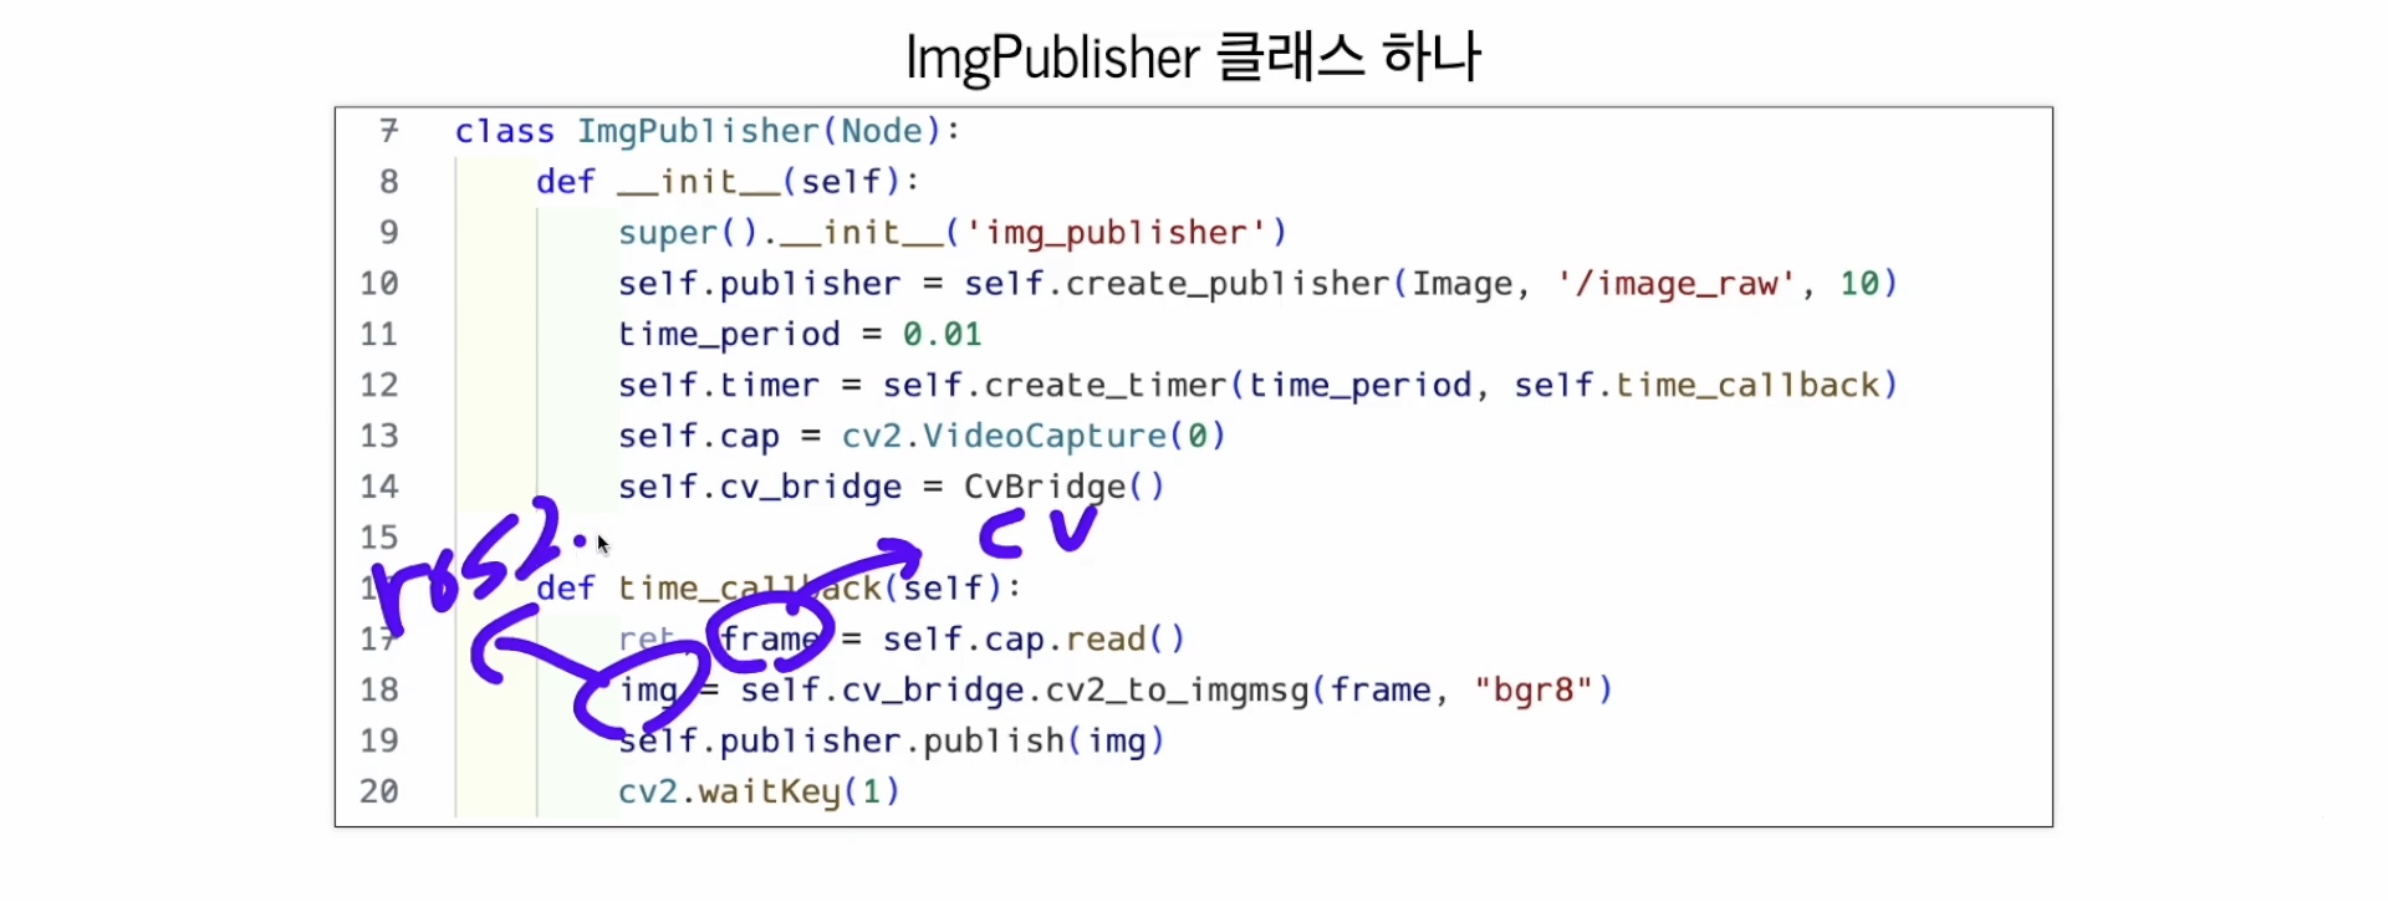 ImgPublisher 클래스 하나
7 class ImgPublisher(Node):
8 def __init__(self):
9 super().__init__('img_publisher')
10 self.publisher = self.create_publisher(Image, '/image_raw', 10)
11 time_period = 0.01
12 self.timer = self.create_timer(time_period, self.time_callback)
13 self.cap = cv2.VideoCapture(0)
14 self.cv_bridge = CvBridge()
15
cv
ros2.
16 def time_callback(self):
17 ret, frame = self.cap.read()
18 img = self.cv_bridge.cv2_to_imgmsg(frame, "bgr8")
19 self.publisher.publish(img)
20 cv2.waitKey(1)